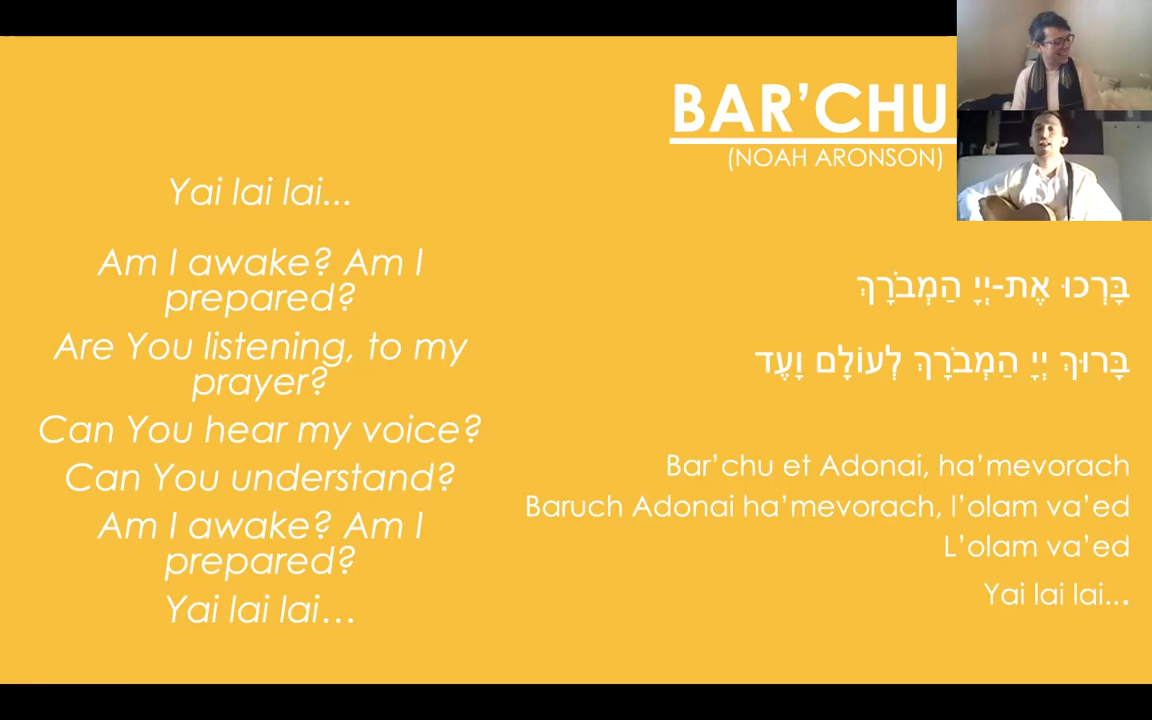 BAR’CHU
(NOAH ARONSON)
Yai lai lai...
Am I awake? Am I
prepared?
Are You listening, to my
prayer?
Can You hear my voice?
Can You understand?
Am I awake? Am I
prepared?
Yai lai lai…
בָּרְכוּ אֶת-יְיָ הַמְבֹרָךְ
בָּרוּךְ יְיָ הַמְבֹרָךְ לְעוֹלָם וָעֶד
Bar’chu et Adonai, ha’mevorach
Baruch Adonai ha’mevorach, l’olam va’ed
L’olam va’ed
Yai lai lai...